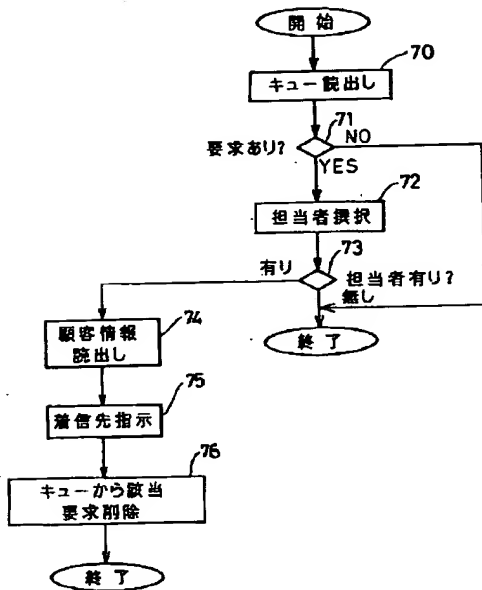 開始
70
キュー読出し
71
要求あり?
NO
YES
72
担当者選択
73
有り
担当者有り?
無し
終了
74
顧客情報
読出し
75
着信先指示
76
キューから該当
要求削除
終了